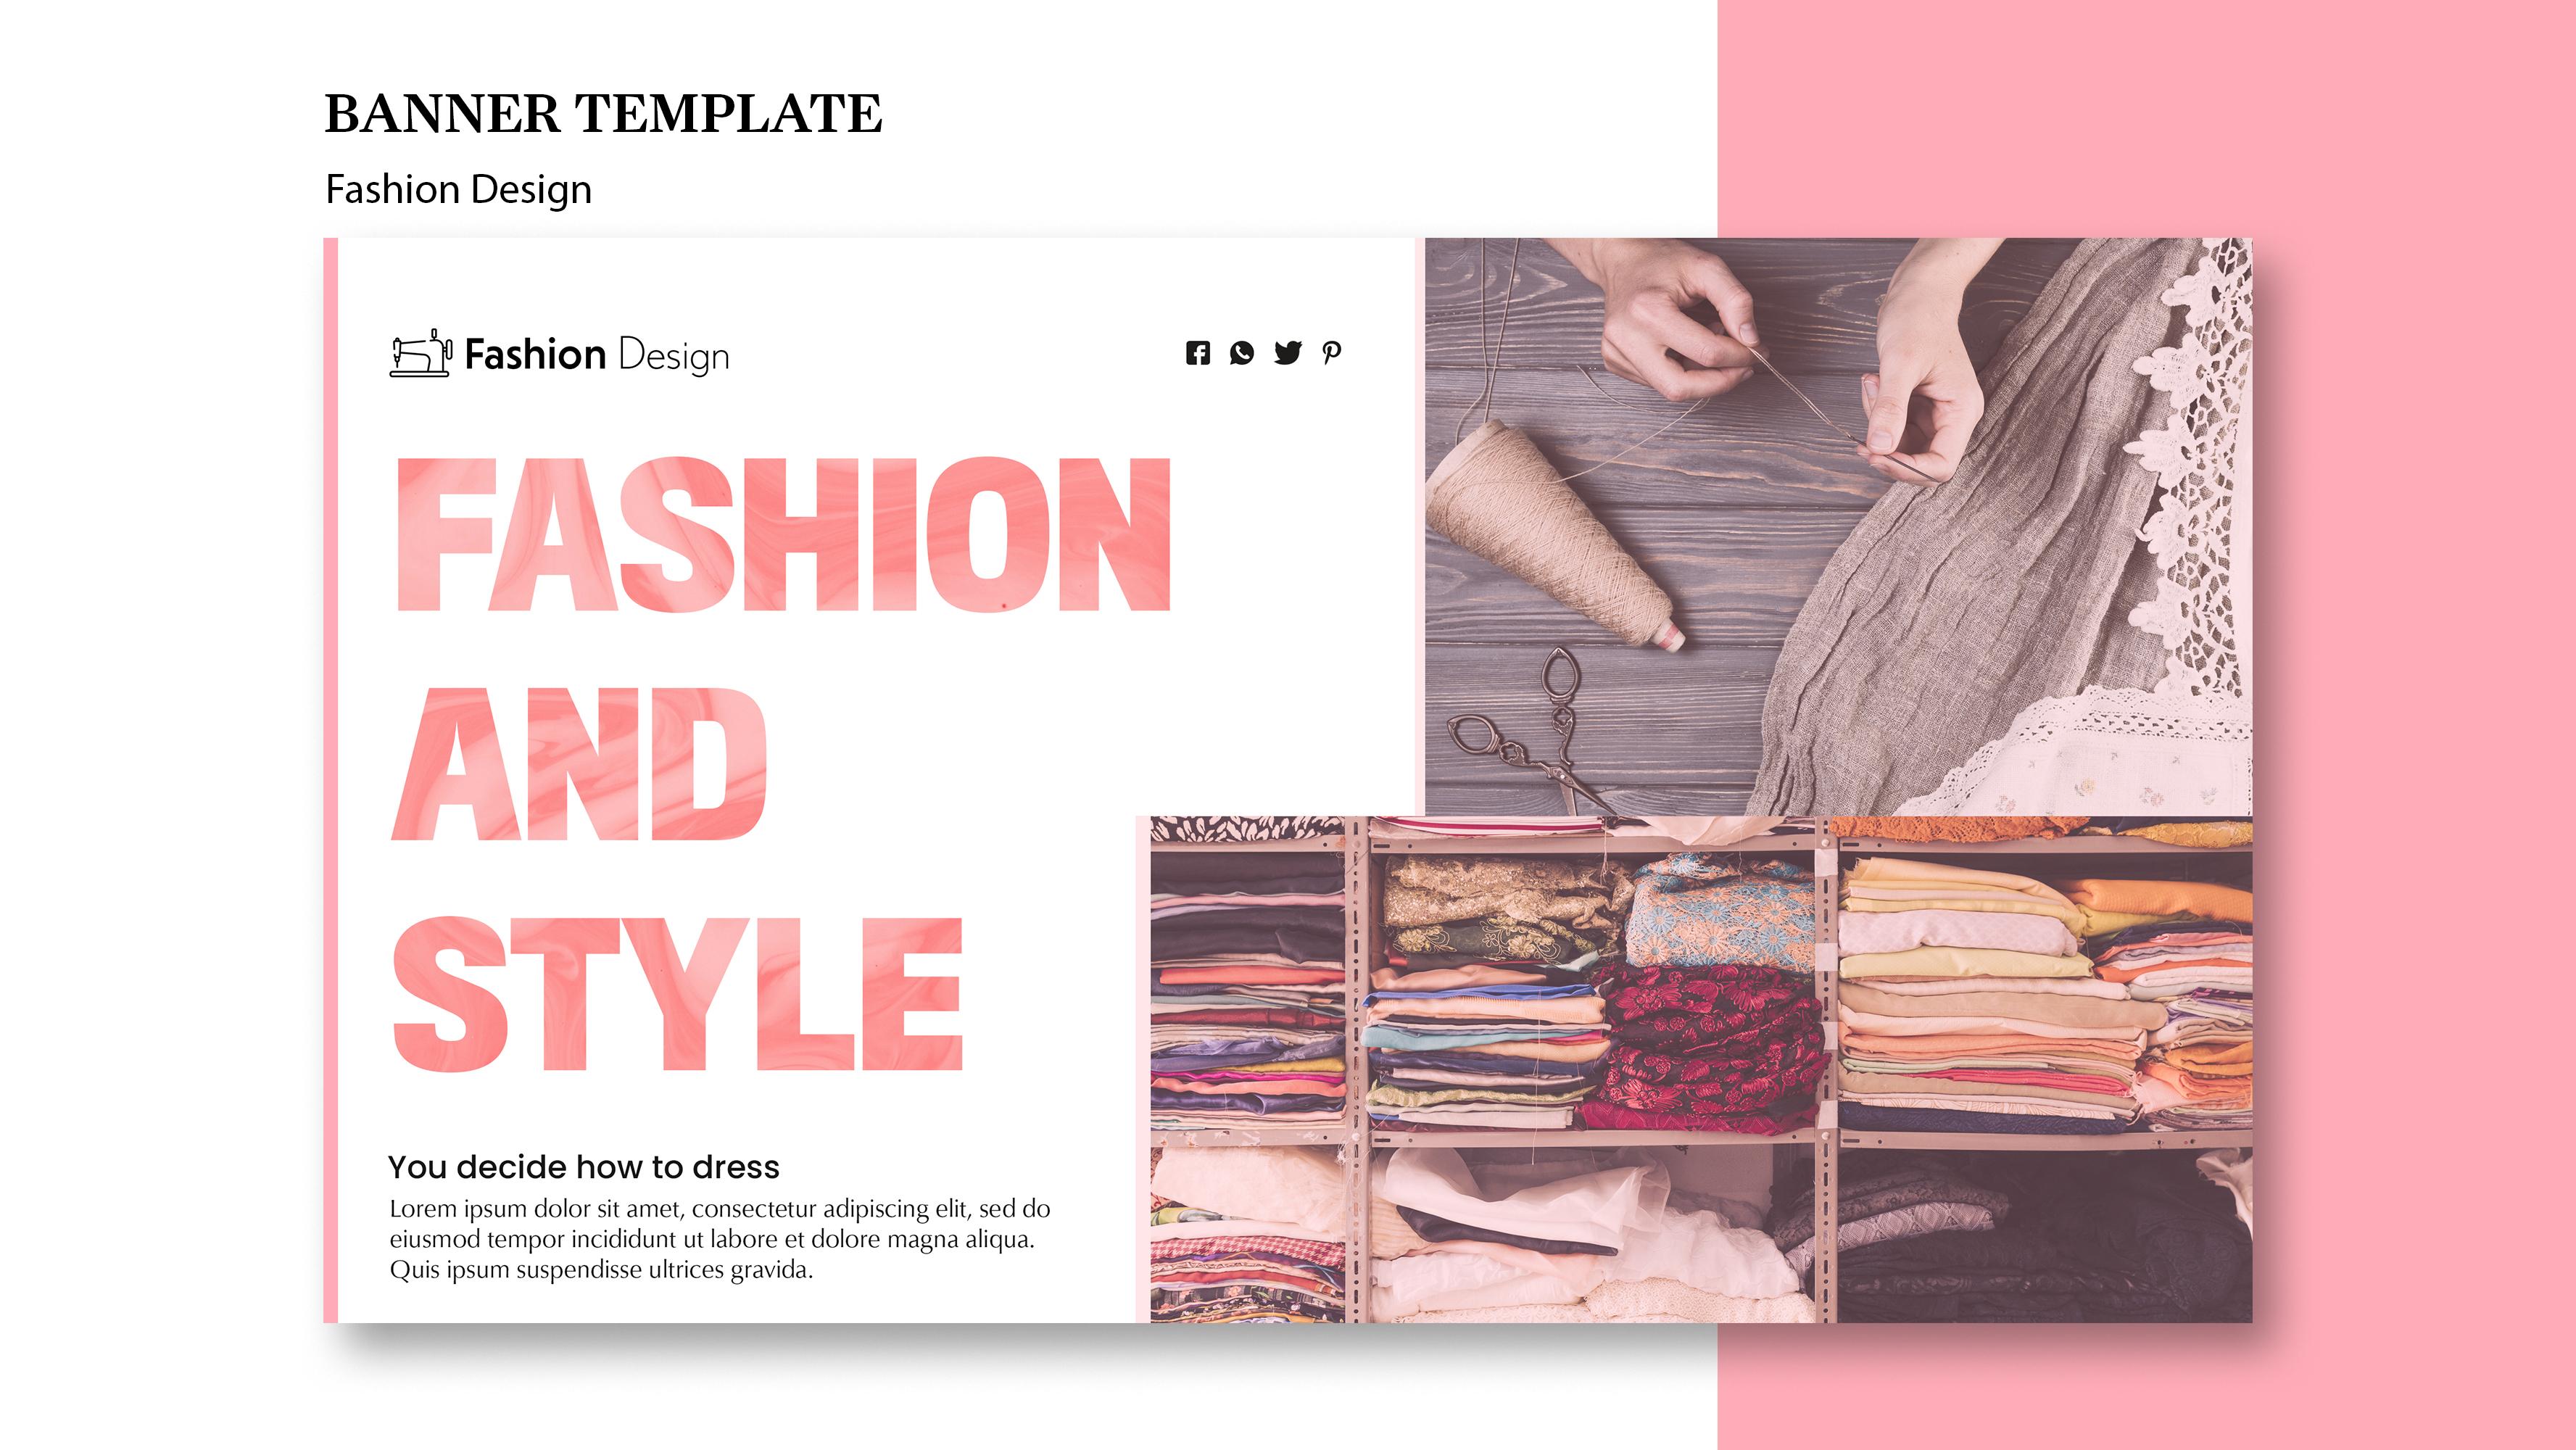 BANNER TEMPLATE
Fashion Design
Fashion Design
FASHION
AND
STYLE
You decide how to dress
Lorem ipsum dolor sit amet, consectetur adipiscing elit, sed do
eiusmod tempor incididunt ut labore et dolore magna aliqua.
Quis ipsum suspendisse ultrices gravida.